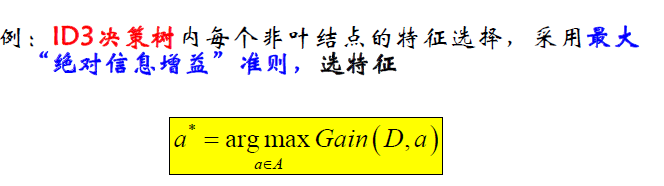 例：ID3决策树内每个非叶结点的特征选择，采用最大
“绝对信息增益”准则，选特征
a* = arg max Gain(D, a)
a∈A